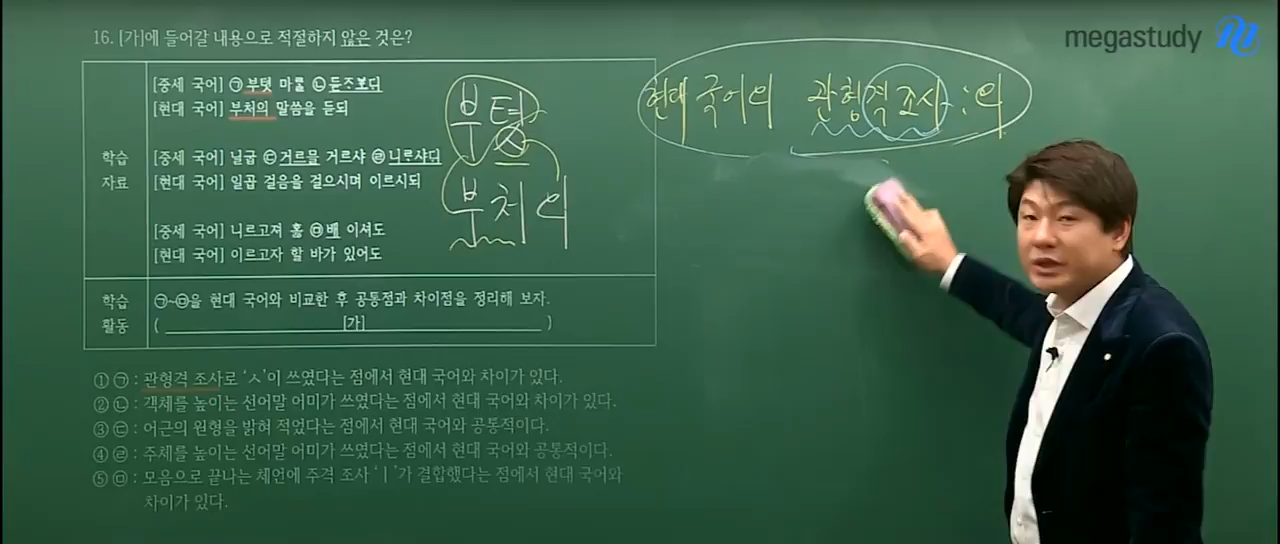 megastudy
16. [가]에 들어갈 내용으로 적절하지 않은 것은?
학습
자료
[중세 국어] ㉠ 부텻 마ᄅᆞᆯ ㉡ 듣ᄌᆞᄫᅩᄃᆡ
[현대 국어] 부처의 말씀을 듣되
[중세 국어] 닐굽 ㉢ 거르믈 거르샤 ㉣ 니ᄅᆞ샤ᄃᆡ
[현대 국어] 일곱 걸음을 걸으시며 이르시되
[중세 국어] 니르고져 홇 ㉤ 배 이셔도
[현대 국어] 이르고자 할 바가 있어도
학습
활동
㉠~㉤을 현대 국어와 비교한 후 공통점과 차이점을 정리해 보자.
( [가] )
① ㉠ : 관형격 조사로 ‘ㅅ’이 쓰였다는 점에서 현대 국어와 차이가 있다.
② ㉡ : 객체를 높이는 선어말 어미가 쓰였다는 점에서 현대 국어와 차이가 있다.
③ ㉢ : 어근의 원형을 밝혀 적었다는 점에서 현대 국어와 공통적이다.
④ ㉣ : 주체를 높이는 선어말 어미가 쓰였다는 점에서 현대 국어와 공통적이다.
⑤ ㉤ : 모음으로 끝나는 체언에 주격 조사 ‘ㅣ’가 결합했다는 점에서 현대 국어와
차이가 있다.
부텻
부처의
현대 국어의 관형격 조사 : 의